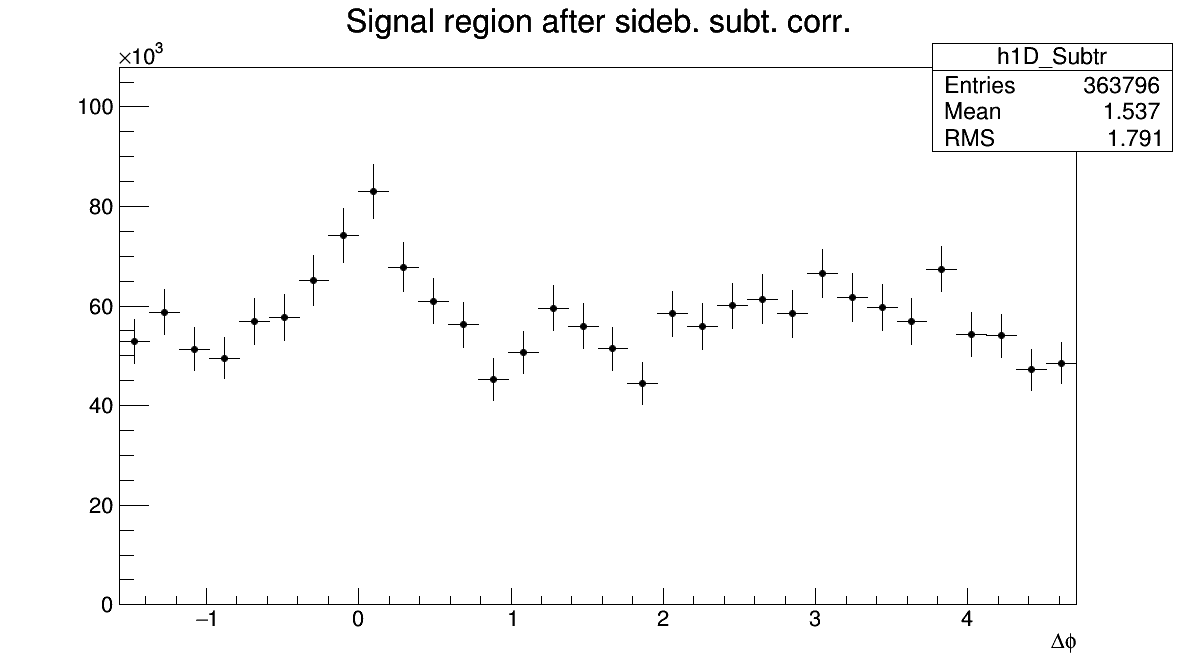 Signal region after sideb. subt. corr.
×10³
h1D_Subtr
Entries 363796
Mean 1.537
RMS 1.791
100
80
60
40
20
0
−1 0 1 2 3 4
Δϕ